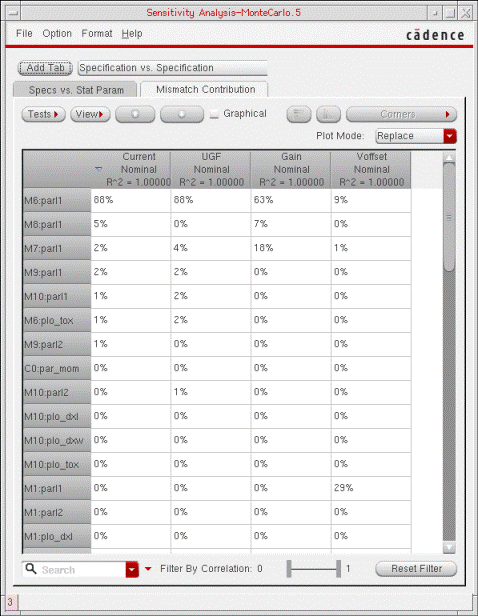 Sensitivity Analysis-MonteCarlo.5
File Option Format Help
cādence
Add Tab Specification vs. Specification
Specs vs. Stat Param Mismatch Contribution
Tests View Graphical Corners
Plot Mode: Replace
Current UGF Gain Voffset
Nominal Nominal Nominal Nominal
R^2 = 1.00000 R^2 = 1.00000 R^2 = 1.00000 R^2 = 1.00000
M6:parl1 88% 88% 63% 9%
M8:parl1 5% 0% 7% 0%
M7:parl1 2% 4% 18% 1%
M9:parl1 2% 2% 0% 0%
M10:parl1 1% 2% 0% 0%
M6:plo_tox 1% 2% 0% 0%
M9:parl2 1% 0% 0% 0%
C0:par_mom 0% 0% 0% 0%
M10:parl2 0% 1% 0% 0%
M10:plo_dxl 0% 0% 0% 0%
M10:plo_dxw 0% 0% 0% 0%
M10:plo_tox 0% 0% 0% 0%
M1:parl1 0% 0% 0% 29%
M1:parl2 0% 0% 0% 0%
M1:plo_dxl 0% 0% 0% 0%
Search Filter By Correlation: 0 1 Reset Filter
3